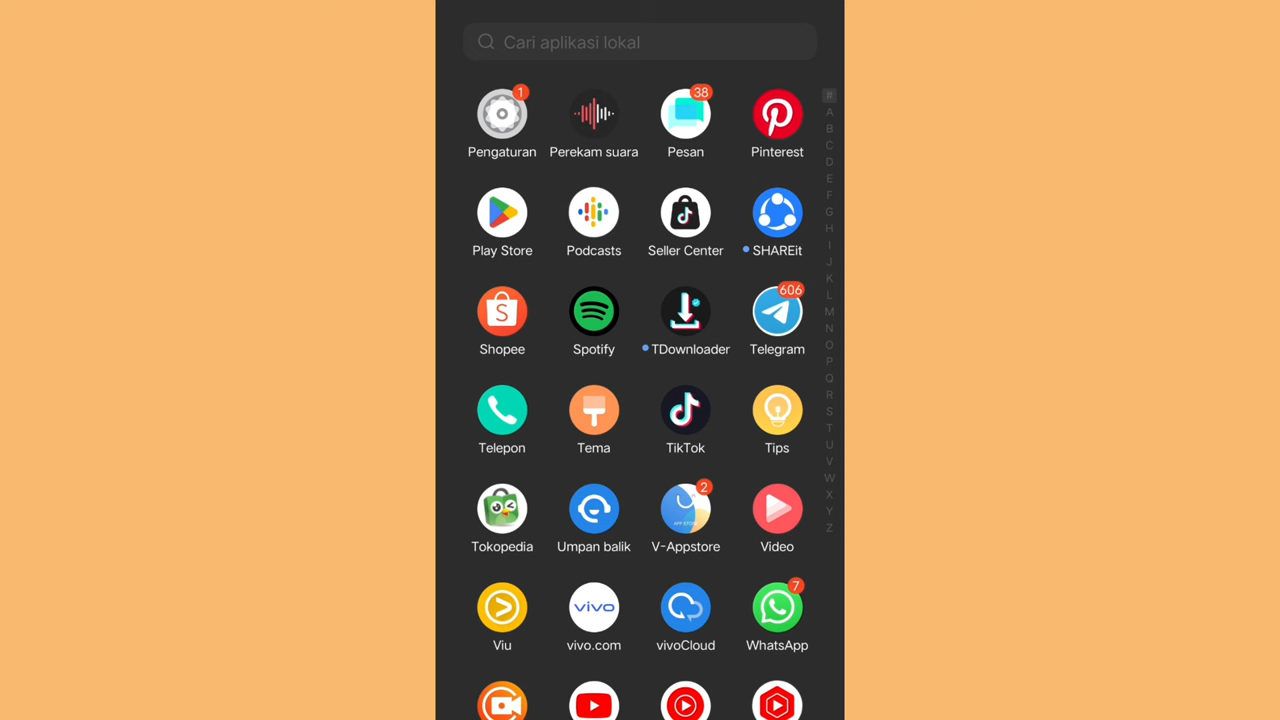 Cari aplikasi lokal
1
38
#
A
Pengaturan
Perekam suara
Pesan
Pinterest
B
C
D
E
F
G
H
Play Store
Podcasts
Seller Center
SHAREit
I
J
K
L
M
N
O
606
S
Shopee
Spotify
TDownloader
Telegram
P
Q
R
S
T
U
Telepon
Tema
TikTok
Tips
V
W
X
Y
Z
2
APP STORE
Tokopedia
Umpan balik
V-Appstore
Video
7
vivo
Viu
vivo.com
vivoCloud
WhatsApp